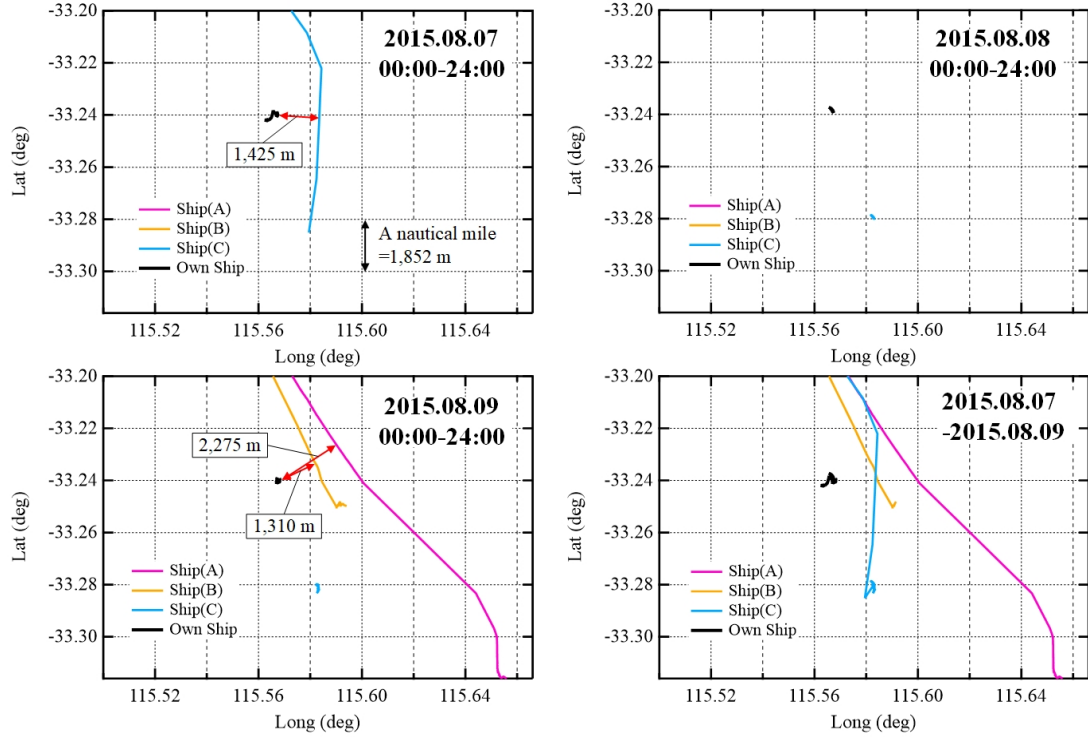 2015.08.07
00:00-24:00
-33.20
-33.22
-33.24
-33.26
-33.28
-33.30
Lat (deg)
1,425 m
Ship(A)
Ship(B)
Ship(C)
Own Ship
A nautical mile
=1,852 m
115.52
115.56
115.60
115.64
Long (deg)
2015.08.08
00:00-24:00
-33.20
-33.22
-33.24
-33.26
-33.28
-33.30
Lat (deg)
Ship(A)
Ship(B)
Ship(C)
Own Ship
115.52
115.56
115.60
115.64
Long (deg)
2015.08.09
00:00-24:00
-33.20
-33.22
-33.24
-33.26
-33.28
-33.30
Lat (deg)
2,275 m
1,310 m
Ship(A)
Ship(B)
Ship(C)
Own Ship
115.52
115.56
115.60
115.64
Long (deg)
2015.08.07
-2015.08.09
-33.20
-33.22
-33.24
-33.26
-33.28
-33.30
Lat (deg)
Ship(A)
Ship(B)
Ship(C)
Own Ship
115.52
115.56
115.60
115.64
Long (deg)